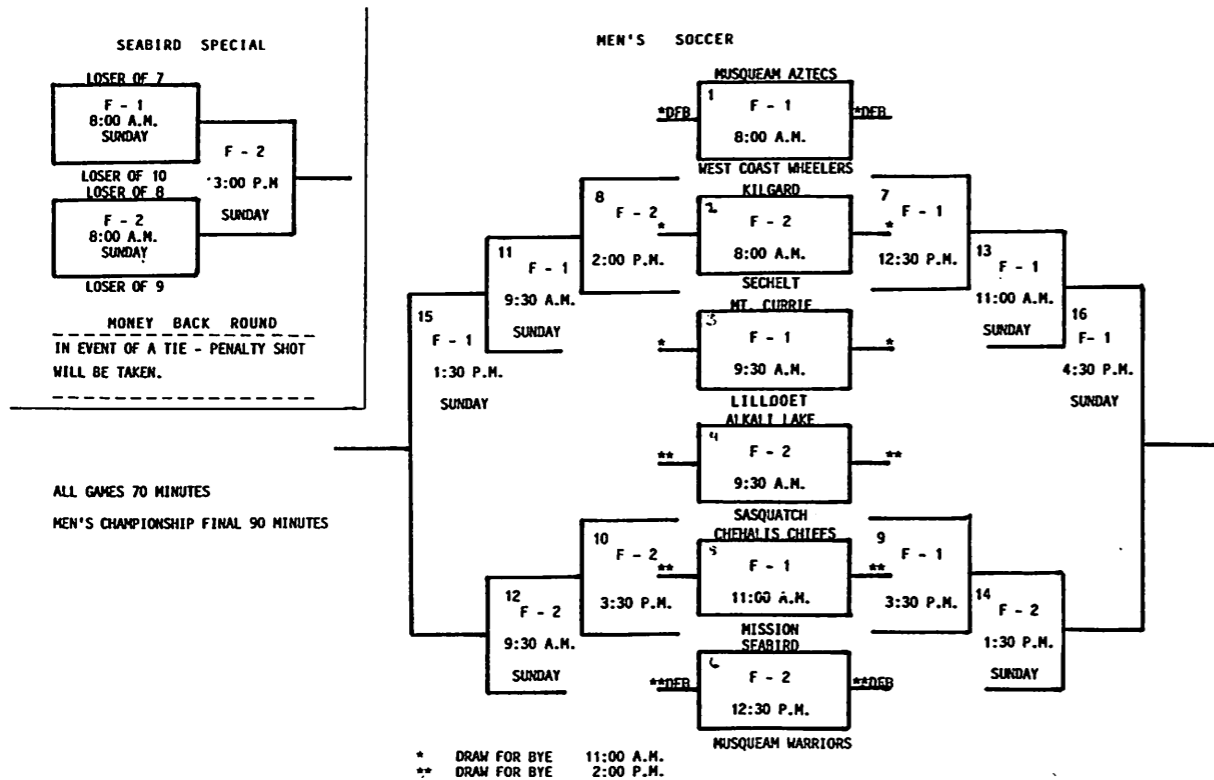 SEABIRD SPECIAL
LOSER OF 7
F - 1
8:00 A.M.
SUNDAY
LOSER OF 10
LOSER OF 8
F - 2
8:00 A.M.
SUNDAY
LOSER OF 9
F - 2
3:00 P.M
SUNDAY
MONEY BACK ROUND
IN EVENT OF A TIE - PENALTY SHOT
WILL BE TAKEN.
ALL GAMES 70 MINUTES
MEN'S CHAMPIONSHIP FINAL 90 MINUTES
MEN'S SOCCER
MUSQUEAM AZTECS
1
*DFB F - 1 *DFB
8:00 A.M.
WEST COAST WHEELERS
KILGARD
2
* F - 2 *
8:00 A.M.
SECHELT
MT. CURRIE
3
* F - 1 *
9:30 A.M.
LILLOOET
ALKALI LAKE
4
** F - 2 **
9:30 A.M.
SASQUATCH
CHEHALIS CHIEFS
5
** F - 1 **
11:00 A.M.
MISSION
SEABIRD
6
**DFB F - 2 **DFB
12:30 P.M.
MUSQUEAM WARRIORS
8
F - 2
2:00 P.M.
11
F - 1
9:30 A.M.
SUNDAY
15
F - 1
1:30 P.M.
SUNDAY
10
F - 2
3:30 P.M.
12
F - 2
9:30 A.M.
SUNDAY
7
F - 1
12:30 P.M.
13
F - 1
11:00 A.M.
SUNDAY
16
F- 1
4:30 P.M.
SUNDAY
9
F - 1
3:30 P.M.
14
F - 2
1:30 P.M.
SUNDAY
* DRAW FOR BYE 11:00 A.M.
** DRAW FOR BYE 2:00 P.M.